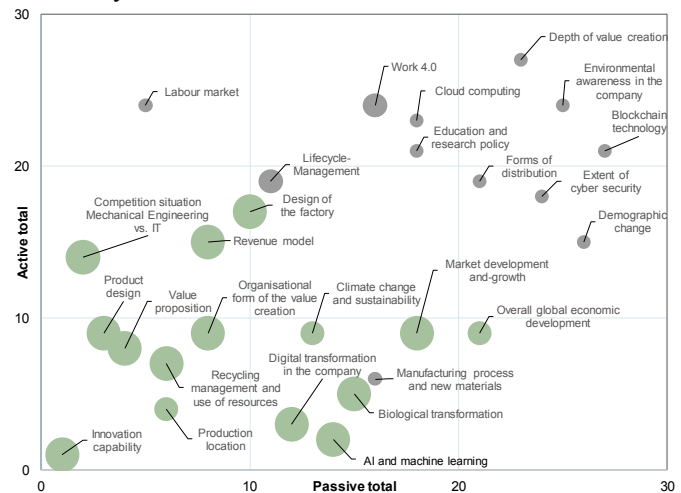 30
Depth of value creation
Work 4.0
Environmental
awareness in the
company
Labour market
Cloud computing
Blockchain
technology
Education and
research policy
20
Lifecycle-
Management
Forms of
distribution
Extent of
cyber security
Competition situation
Mechanical Engineering
vs. IT
Design of
the factory
Demographic
change
Revenue model
Active total
Product
design
Value
proposition
Organisational
form of the value
creation
Climate change
and sustainability
Market development
and-growth
10
Overall global economic
development
Digital transformation
in the company
Recycling
management and
use of resources
Manufacturing process
and new materials
Biological transformation
Innovation
capability
Production
location
AI and machine learning
0
0
10
Passive total
20
30